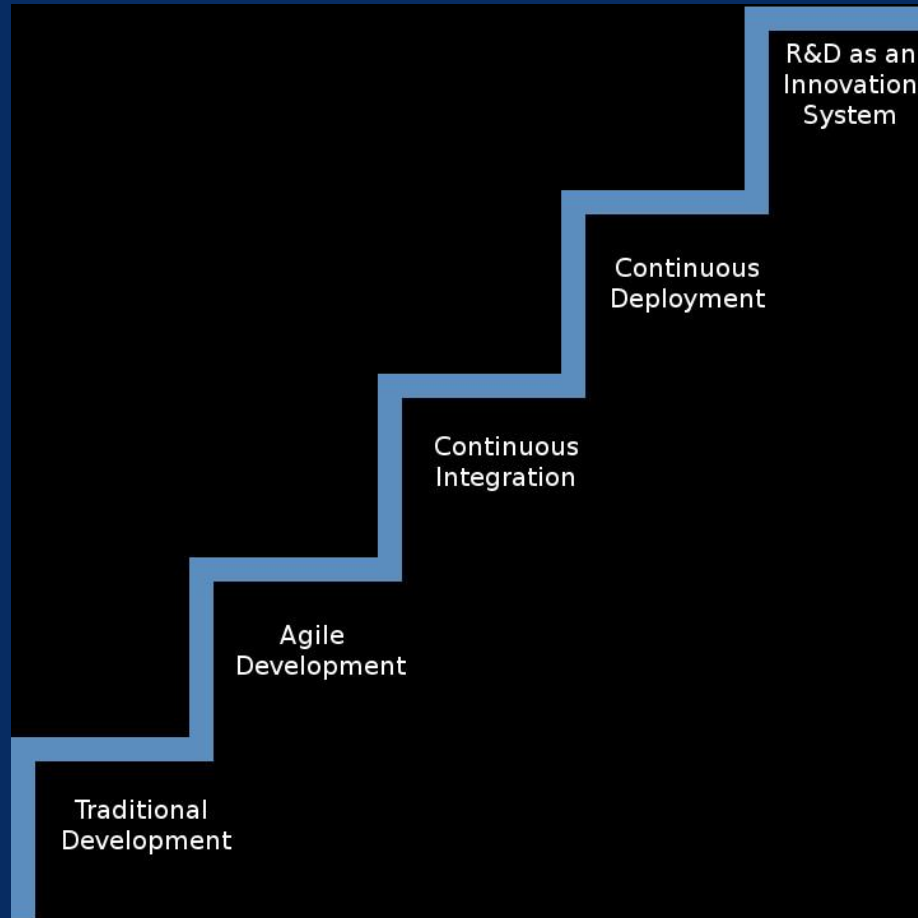 R&D as an
Innovation
System
Continuous
Deployment
Continuous
Integration
Agile
Development
Traditional
Development